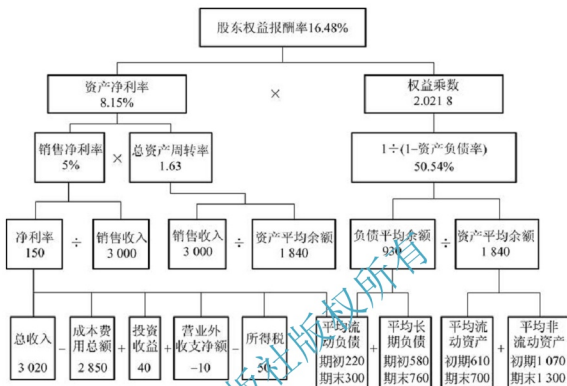 股东权益报酬率16.48%
资产净利率
8.15%
×
权益乘数
2.021 8
销售净利率
5%
×
总资产周转率
1.63
1÷(1-资产负债率)
50.54%
净利率
150
÷
销售收入
3 000
销售收入
3 000
÷
资产平均余额
1 840
负债平均余额
930
÷
资产平均余额
1 840
总收入
3 020
−
成本费
用总额
2 850
+
投资
收益
40
+
营业外
收支净额
-10
−
所得税
50
平均流
动负债
期初220
期末300
+
平均长
期负债
期初580
期末760
平均流
动资产
初期610
期末700
+
平均非
流动资产
初期1 070
期末1 300
社版权所有